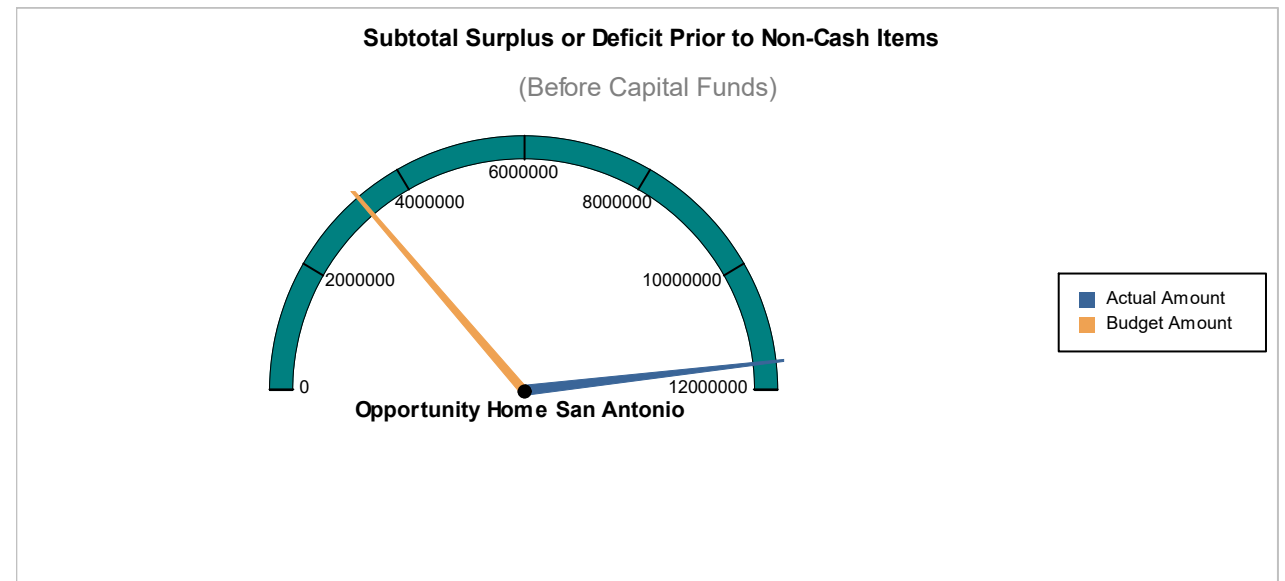 Subtotal Surplus or Deficit Prior to Non-Cash Items
(Before Capital Funds)
6000000
4000000
8000000
2000000
10000000
0
12000000
Opportunity Home San Antonio
Actual Amount
Budget Amount